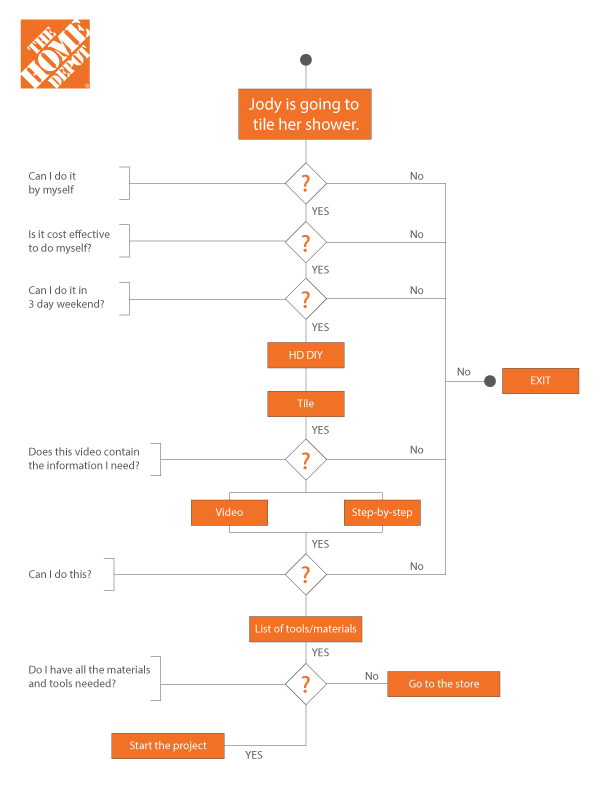 THE
HOME
DEPOT
Jody is going to
tile her shower.
Can I do it
by myself
?
No
YES
Is it cost effective
to do myself?
?
No
YES
Can I do it in
3 day weekend?
?
No
YES
HD DIY
No
EXIT
Tile
YES
Does this video contain
the information I need?
?
No
Video
Step-by-step
YES
Can I do this?
?
No
List of tools/materials
YES
Do I have all the materials
and tools needed?
?
No
Go to the store
Start the project
YES